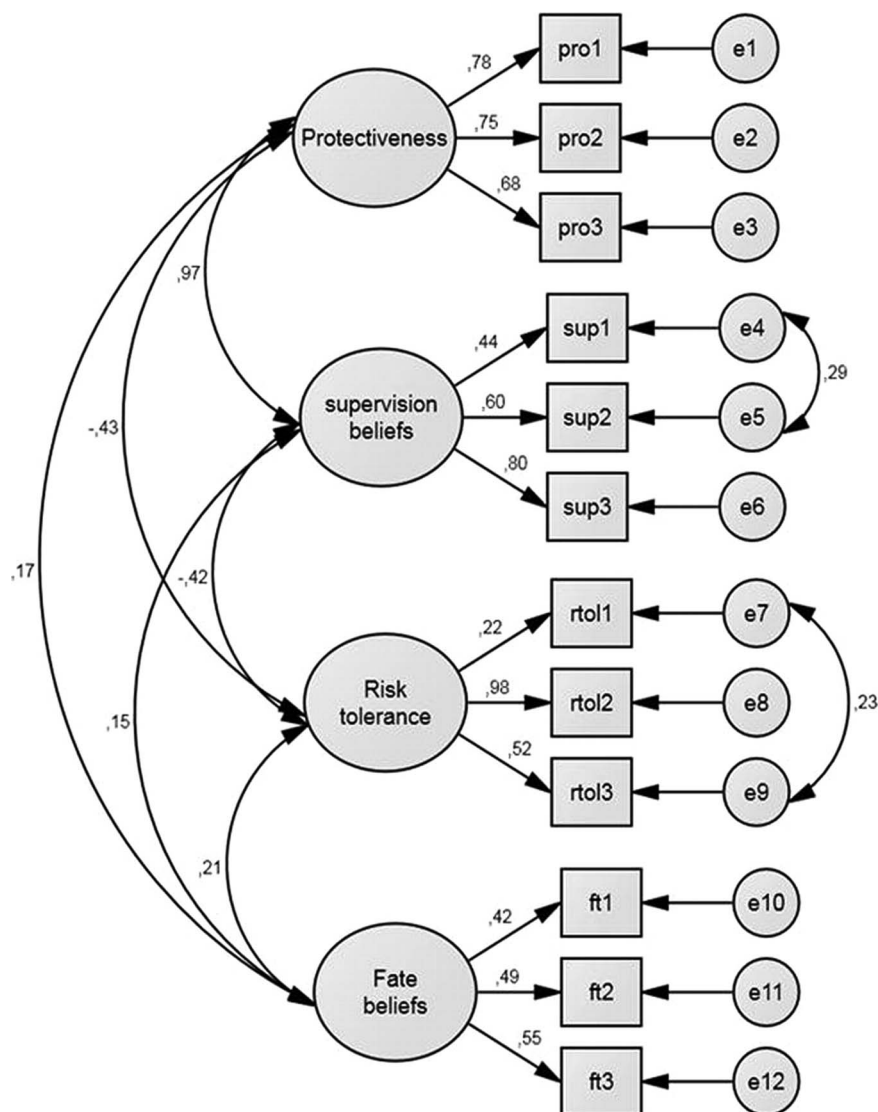 pro1
e1
,78
Protectiveness
,75
pro2
e2
,68
pro3
e3
,97
sup1
e4
,44
,29
supervision
beliefs
,60
sup2
e5
-,43
,80
sup3
e6
,17
-,42
rtol1
e7
,22
Risk
tolerance
,98
rtol2
e8
,23
,15
,52
rtol3
e9
,21
ft1
e10
,42
Fate
beliefs
,49
ft2
e11
,55
ft3
e12